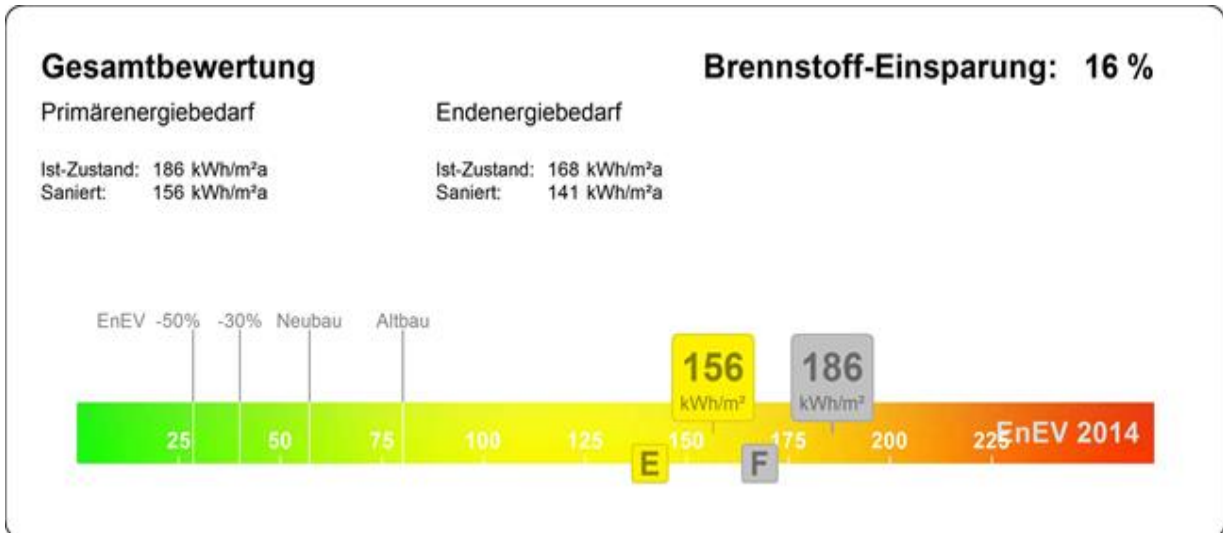 Gesamtbewertung
Brennstoff-Einsparung: 16 %
Primärenergiebedarf
Endenergiebedarf
Ist-Zustand: 186 kWh/m²a
Ist-Zustand: 168 kWh/m²a
Saniert: 156 kWh/m²a
Saniert: 141 kWh/m²a
EnEV -50% -30% Neubau Altbau
156
kWh/m²
186
kWh/m²
25 50 75 100 125 150 175 200 225 EnEV 2014
E F